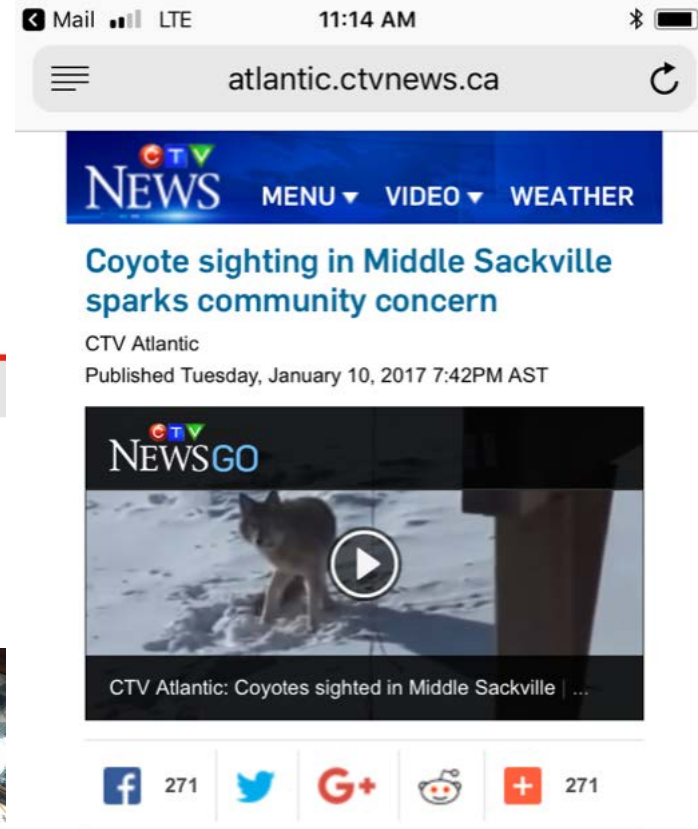 Mail LTE 11:14 AM
atlantic.ctvnews.ca
CTV
NEWS MENU VIDEO WEATHER
Coyote sighting in Middle Sackville
sparks community concern
CTV Atlantic
Published Tuesday, January 10, 2017 7:42PM AST
CTV
NEWSGO
CTV Atlantic: Coyotes sighted in Middle Sackville | ...
f 271 G+ + 271